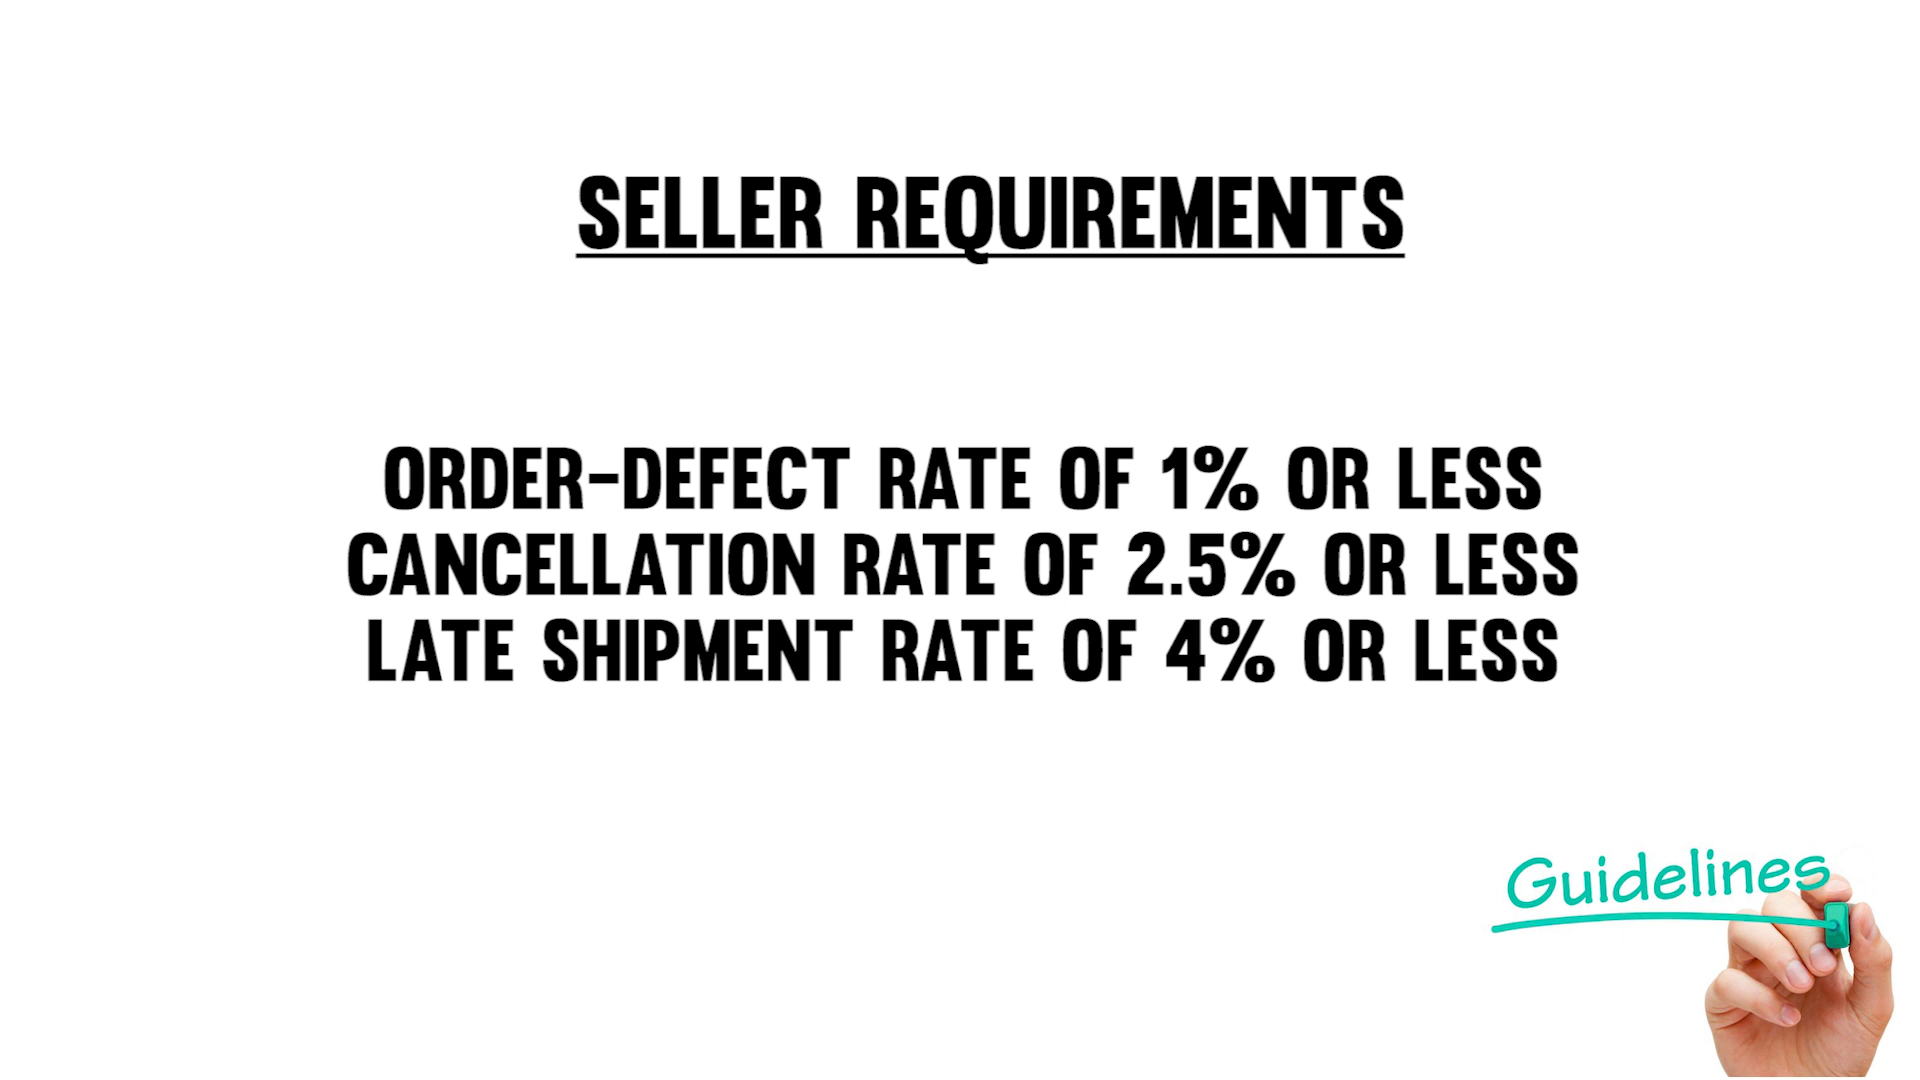 SELLER REQUIREMENTS
ORDER-DEFECT RATE OF 1% OR LESS
CANCELLATION RATE OF 2.5% OR LESS
LATE SHIPMENT RATE OF 4% OR LESS
Guidelines